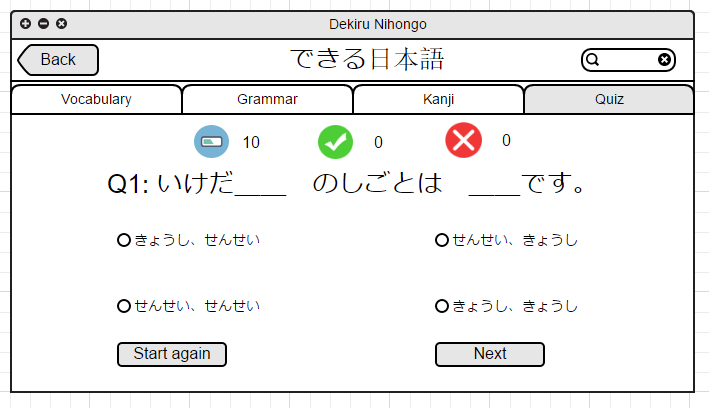 Dekiru Nihongo
Back
できる日本語
Vocabulary
Grammar
Kanji
Quiz
10
0
0
Q1: いけだ____　のしごとは　____です。
きょうし、せんせい
せんせい、きょうし
せんせい、せんせい
きょうし、きょうし
Start again
Next